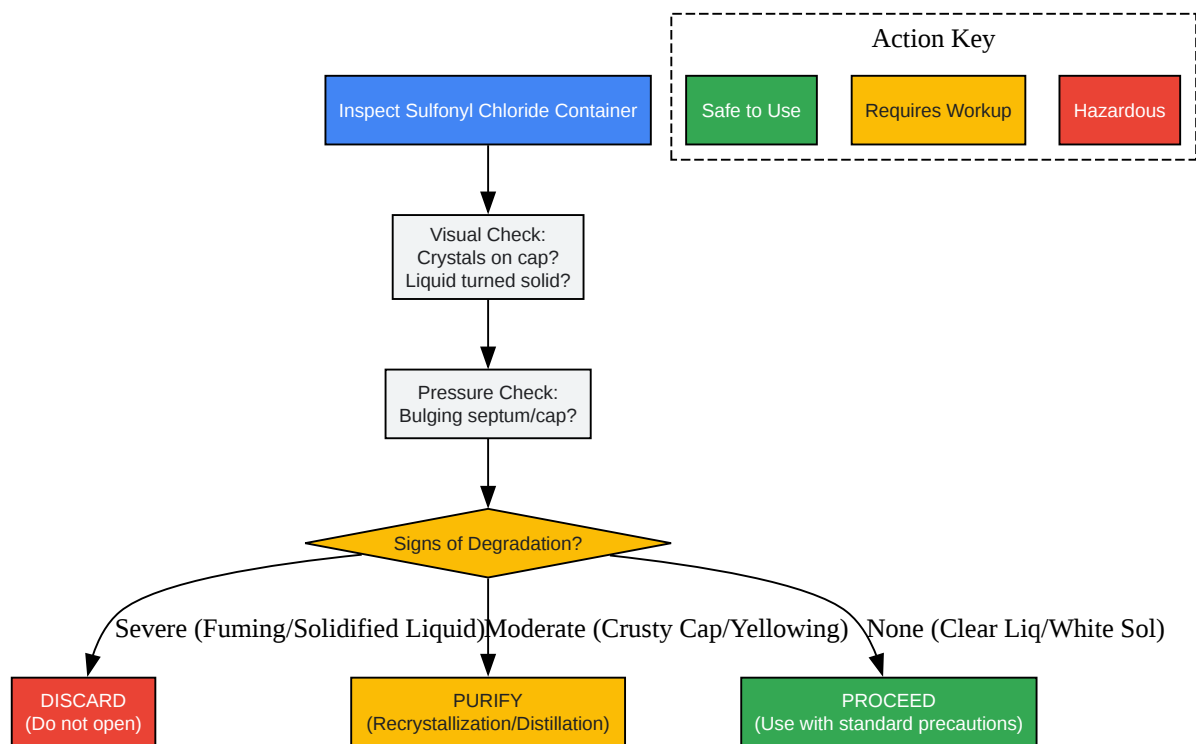 Action Key
Inspect Sulfonyl Chloride Container
Safe to Use
Requires Workup
Hazardous
Visual Check:
Crystals on cap?
Liquid turned solid?
Pressure Check:
Bulging septum/cap?
Signs of Degradation?
Severe (Fuming/Solidified Liquid)
Moderate (Crusty Cap/Yellowing)
None (Clear Liq/White Sol)
DISCARD
(Do not open)
PURIFY
(Recrystallization/Distillation)
PROCEED
(Use with standard precautions)